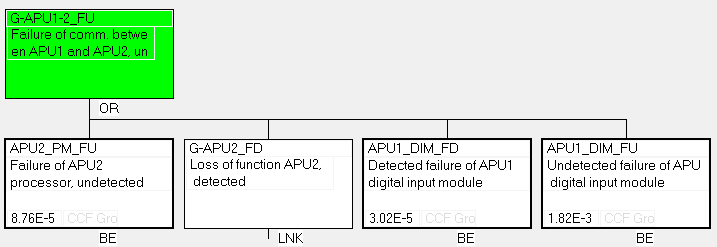 G-APU1-2_FU
Failure of comm. betwe
en APU1 and APU2, un
OR
APU2_PM_FU
Failure of APU2
processor, undetected
8.76E-5 CCF Gro
BE
G-APU2_FD
Loss of function APU2,
detected
LNK
APU1_DIM_FD
Detected failure of APU1
digital input module
3.02E-5 CCF Gro
BE
APU1_DIM_FU
Undetected failure of APU
digital input module
1.82E-3 CCF Gro
BE